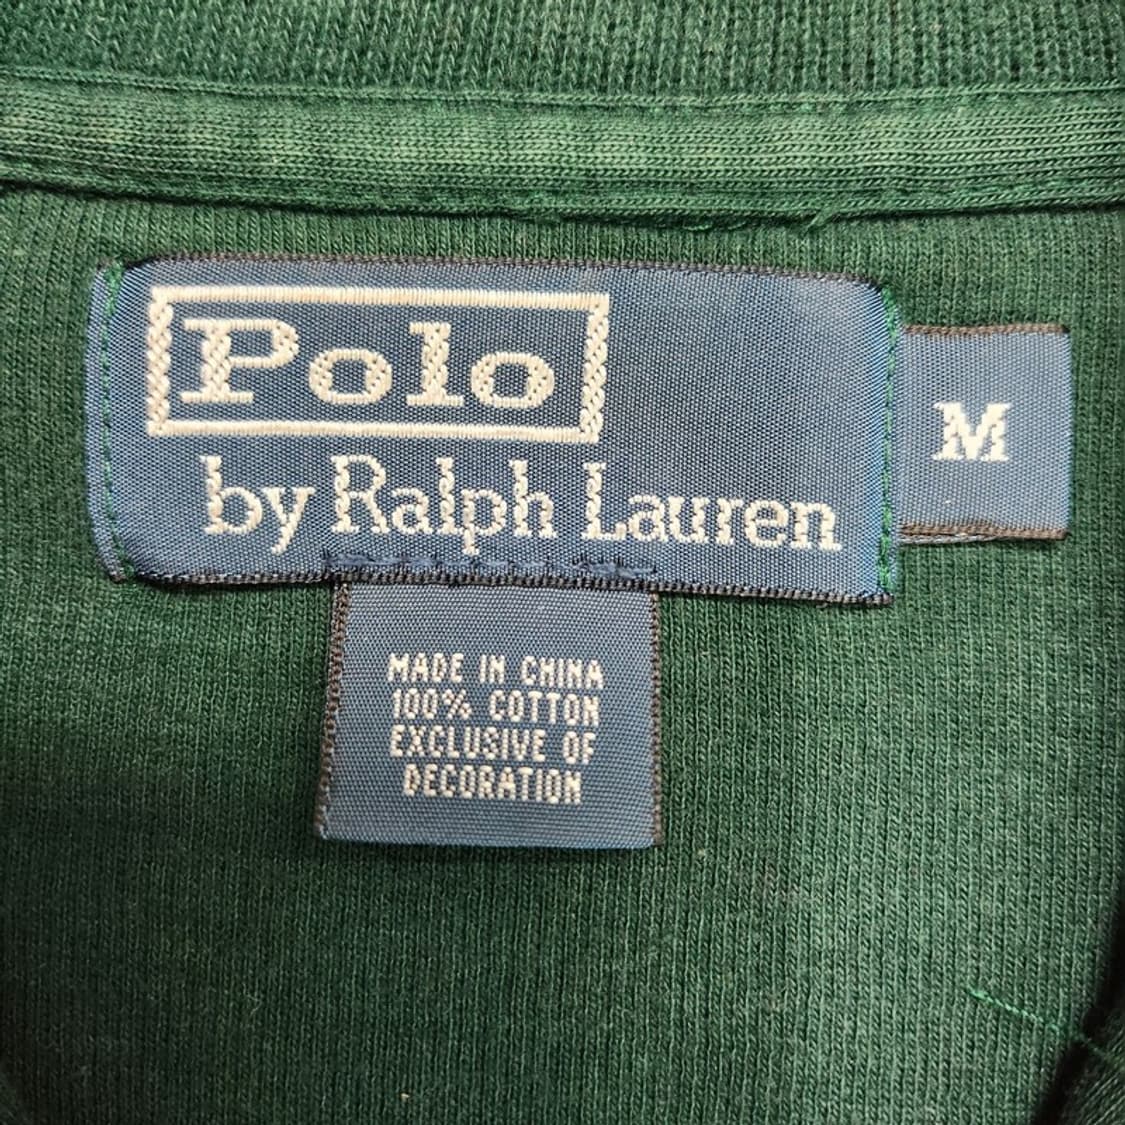 Polo
by Ralph Lauren
M
MADE IN CHINA
100% COTTON
EXCLUSIVE OF
DECORATION